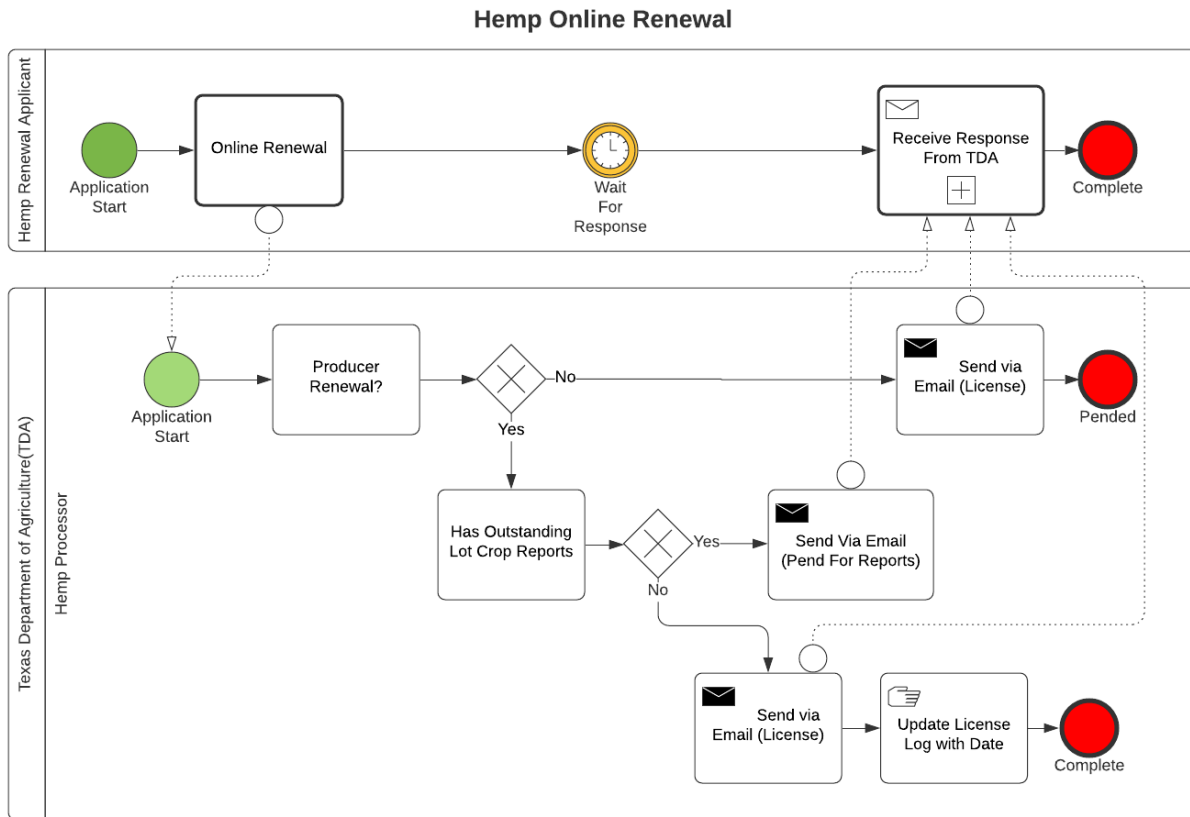 Hemp Online Renewal
Hemp Renewal Applicant
Application
Start
Online Renewal
Wait
For
Response
Receive Response
From TDA
Complete
Texas Department of Agriculture(TDA)
Hemp Processor
Application
Start
Producer
Renewal?
No
Yes
Send via
Email (License)
Pended
Has Outstanding
Lot Crop Reports
Yes
No
Send Via Email
(Pend For Reports)
Send via
Email (License)
Update License
Log with Date
Complete